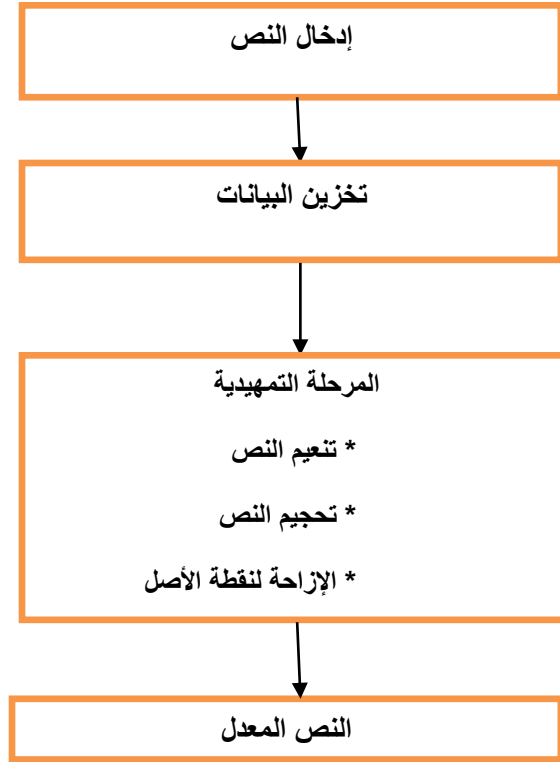 إدخال النص
تخزين البيانات
المرحلة التمهيدية
* تنعيم النص
* تحجيم النص
* الإزاحة لنقطة الأصل
النص المعدل